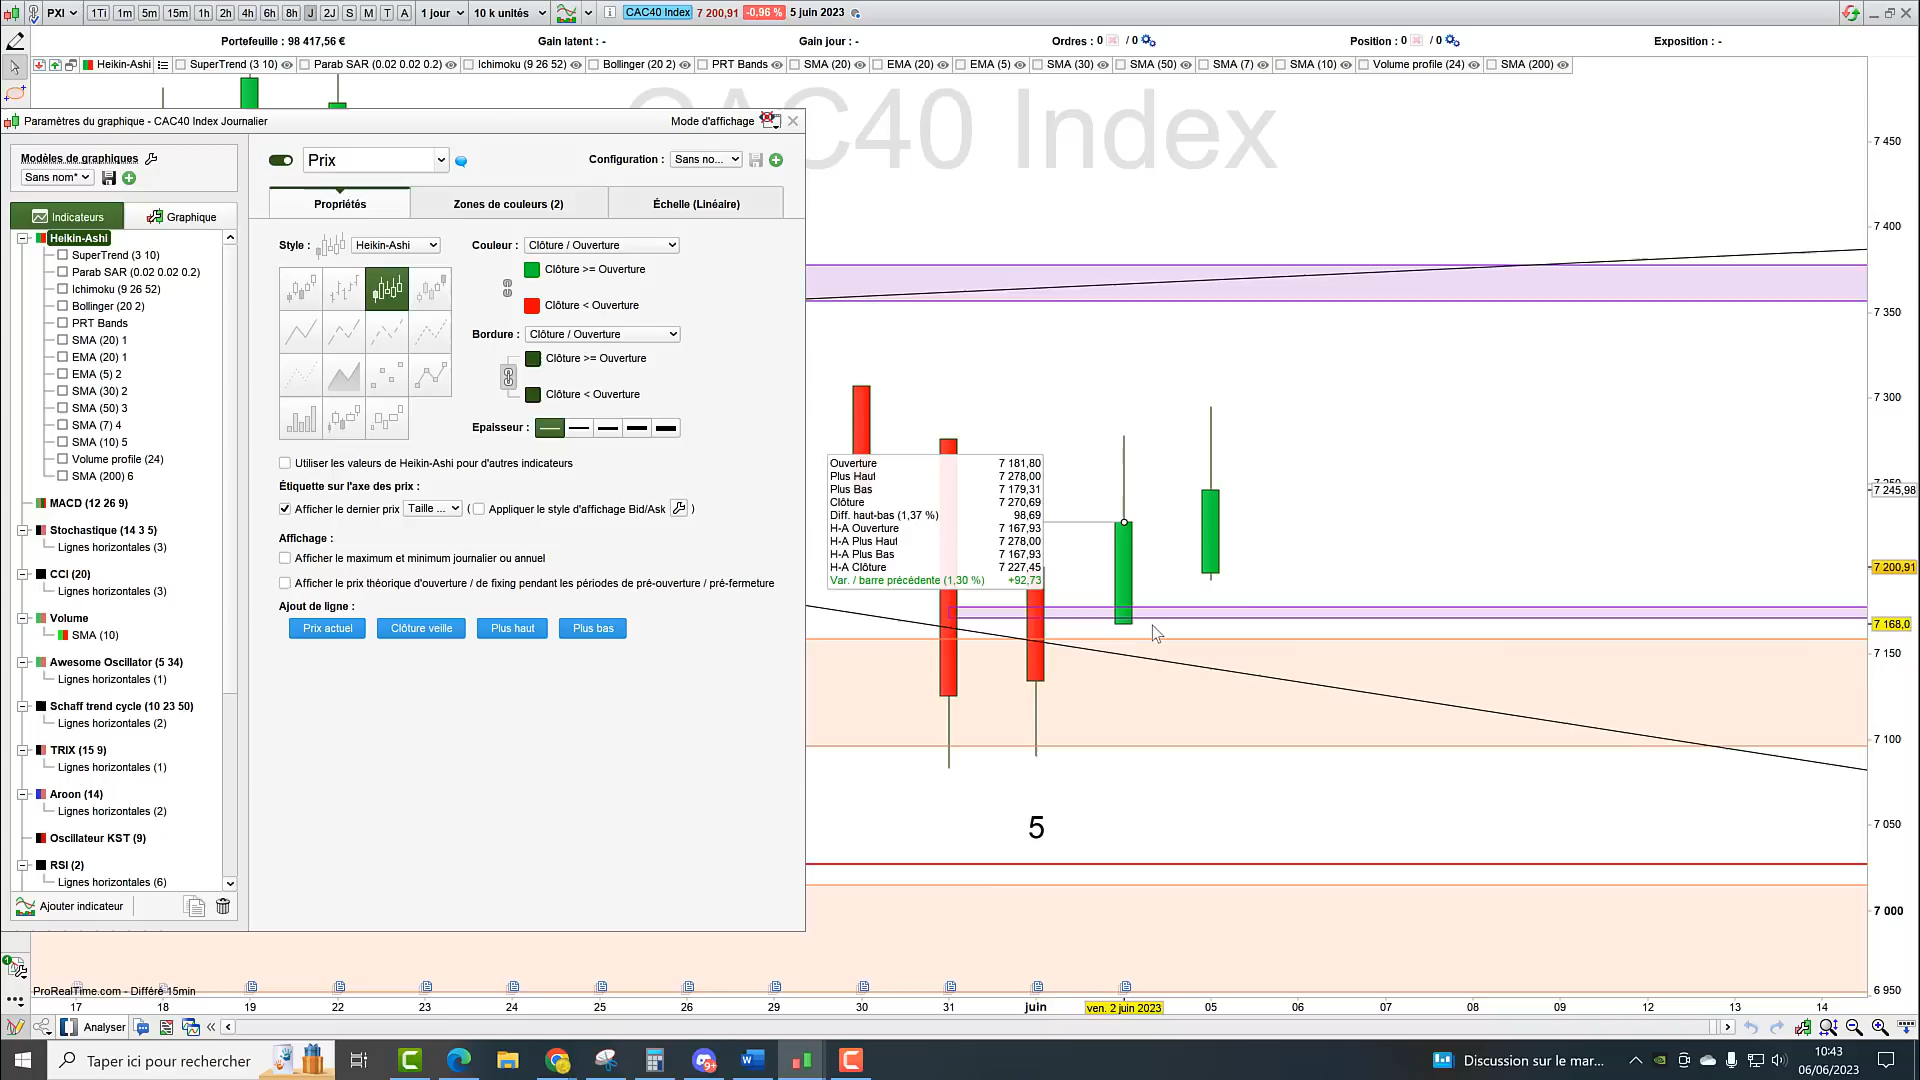 PXI 1Ti 1m 5m 15m 1h 2h 4h 6h 8h J 2J S M T A 1 jour 10 k unités CAC40 Index 7 200,91 -0,96 % 5 juin 2023
Portefeuille : 98 417,56 € Gain latent : - Gain jour : - Ordres : 0 / 0 Position : 0 / 0 Exposition : -
Heikin-Ashi SuperTrend (3 10) Parab SAR (0.02 0.02 0.2) Ichimoku (9 26 52) Bollinger (20 2) PRT Bands SMA (20) EMA (20) EMA (5) SMA (30) SMA (50) SMA (7) SMA (10) Volume profile (24) SMA (200)
CAC40 Index
Paramètres du graphique - CAC40 Index Journalier Mode d'affichage
Modèles de graphiques
Sans nom*
Prix Configuration : Sans no...
Indicateurs Graphique
Propriétés Zones de couleurs (2) Échelle (Linéaire)
Heikin-Ashi
SuperTrend (3 10)
Parab SAR (0.02 0.02 0.2)
Ichimoku (9 26 52)
Bollinger (20 2)
PRT Bands
SMA (20) 1
EMA (20) 1
EMA (5) 2
SMA (30) 2
SMA (50) 3
SMA (7) 4
SMA (10) 5
Volume profile (24)
SMA (200) 6
MACD (12 26 9)
Stochastique (14 3 5)
Lignes horizontales (3)
CCI (20)
Lignes horizontales (3)
Volume
SMA (10)
Awesome Oscillator (5 34)
Lignes horizontales (1)
Schaff trend cycle (10 23 50)
Lignes horizontales (2)
TRIX (15 9)
Lignes horizontales (1)
Aroon (14)
Lignes horizontales (2)
Oscillateur KST (9)
RSI (2)
Lignes horizontales (6)
Ajouter indicateur
Style : Heikin-Ashi
Couleur : Clôture / Ouverture
Clôture >= Ouverture
Clôture < Ouverture
Bordure : Clôture / Ouverture
Clôture >= Ouverture
Clôture < Ouverture
Epaisseur :
Utiliser les valeurs de Heikin-Ashi pour d'autres indicateurs
Étiquette sur l'axe des prix :
Afficher le dernier prix Taille ... ( Appliquer le style d'affichage Bid/Ask )
Affichage :
Afficher le maximum et minimum journalier ou annuel
Afficher le prix théorique d'ouverture / de fixing pendant les périodes de pré-ouverture / pré-fermeture
Ajout de ligne :
Prix actuel Clôture veille Plus haut Plus bas
Ouverture 7 181,80
Plus Haut 7 278,00
Plus Bas 7 179,31
Clôture 7 270,69
Diff. haut-bas (1,37 %) 98,69
H-A Ouverture 7 167,93
H-A Plus Haut 7 278,00
H-A Plus Bas 7 167,93
H-A Clôture 7 227,45
Var. / barre précédente (1,30 %) +92,73
5
7 450
7 400
7 350
7 300
7 245,98
7 200,91
7 168,0
7 150
7 100
7 050
7 000
6 950
ProRealTime.com - Différé 15min
17 18 19 22 23 24 25 26 29 30 31 juin ven. 2 juin 2023 05 06 07 08 09 12 13 14
Analyser
Taper ici pour rechercher
Discussion sur le mar...
10:43
06/06/2023